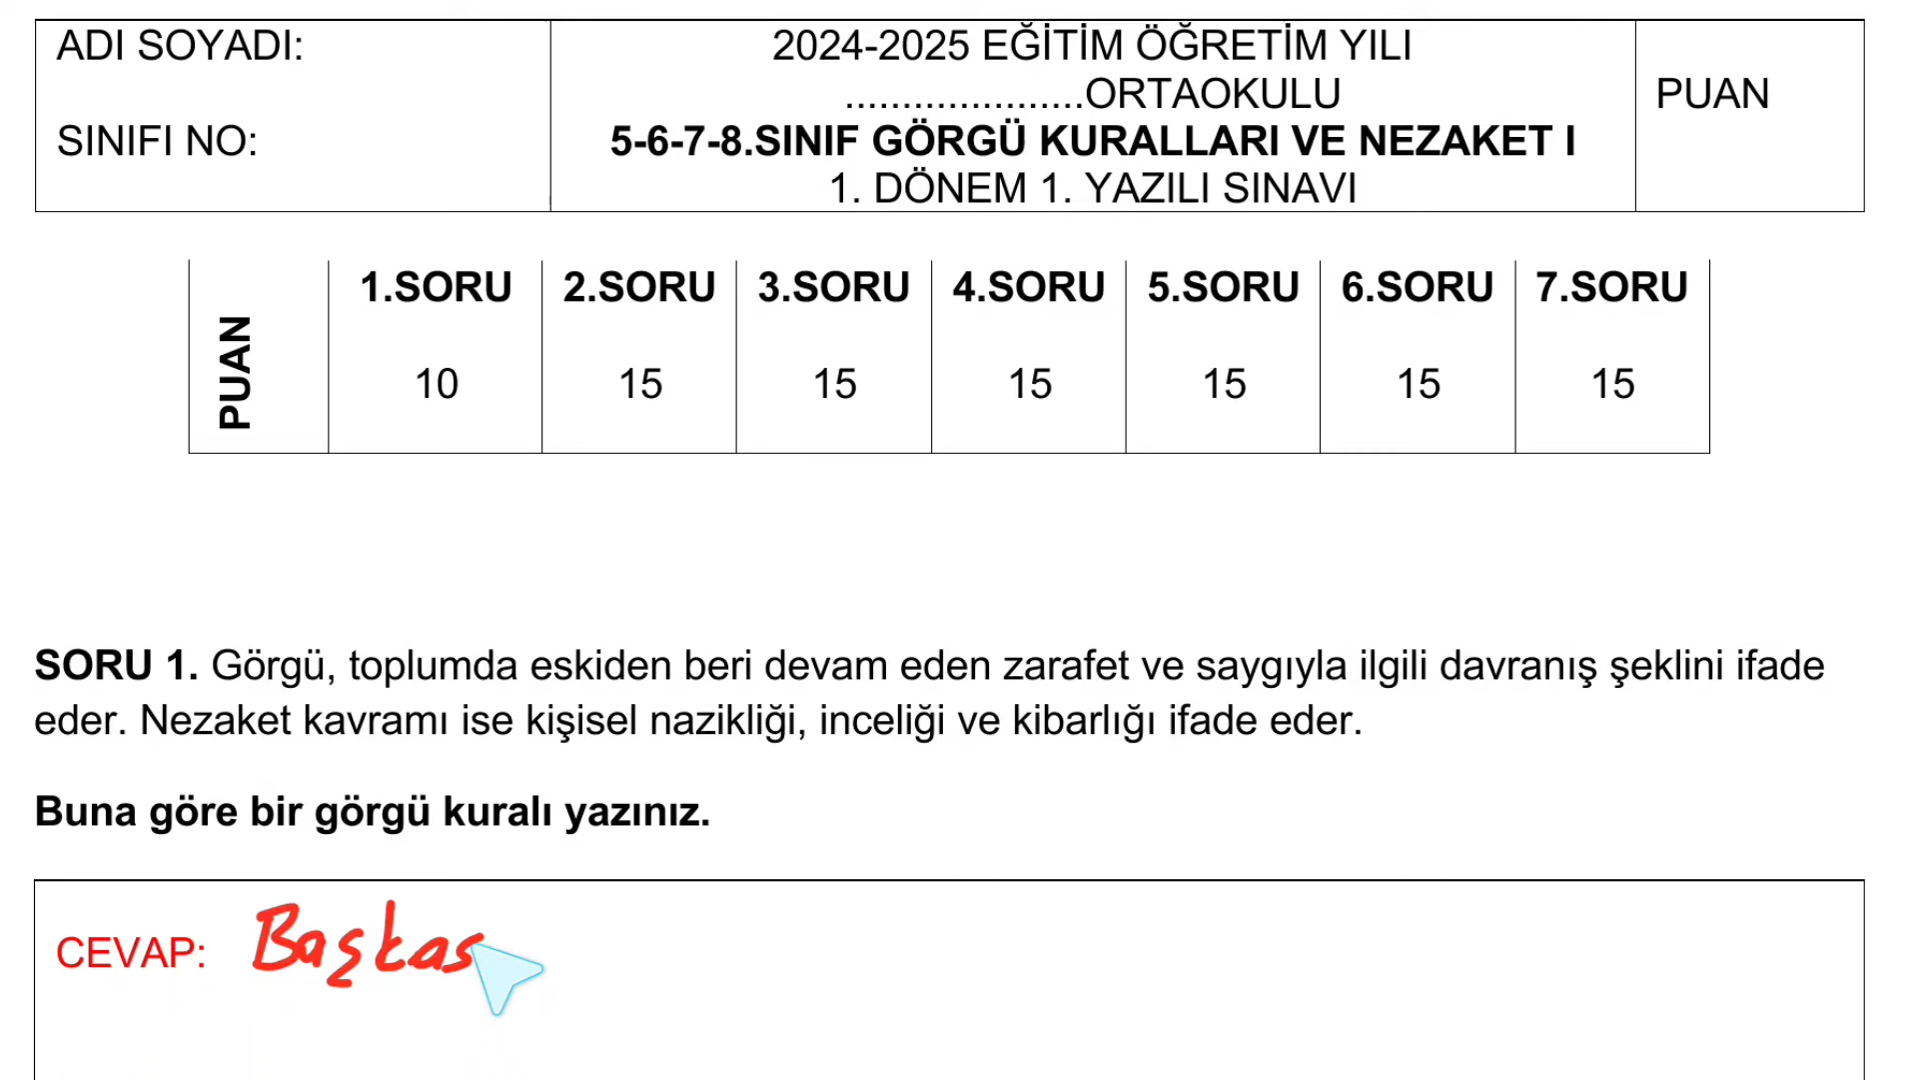 ADI SOYADI:
SINIFI NO:
2024-2025 EĞİTİM ÖĞRETİM YILI
.....................ORTAOKULU
5-6-7-8.SINIF GÖRGÜ KURALLARI VE NEZAKET I
1. DÖNEM 1. YAZILI SINAVI
PUAN
PUAN
1.SORU 2.SORU 3.SORU 4.SORU 5.SORU 6.SORU 7.SORU
10 15 15 15 15 15 15
SORU 1. Görgü, toplumda eskiden beri devam eden zarafet ve saygıyla ilgili davranış şeklini ifade
eder. Nezaket kavramı ise kişisel nazikliği, inceliği ve kibarlığı ifade eder.
Buna göre bir görgü kuralı yazınız.
CEVAP: Baştas